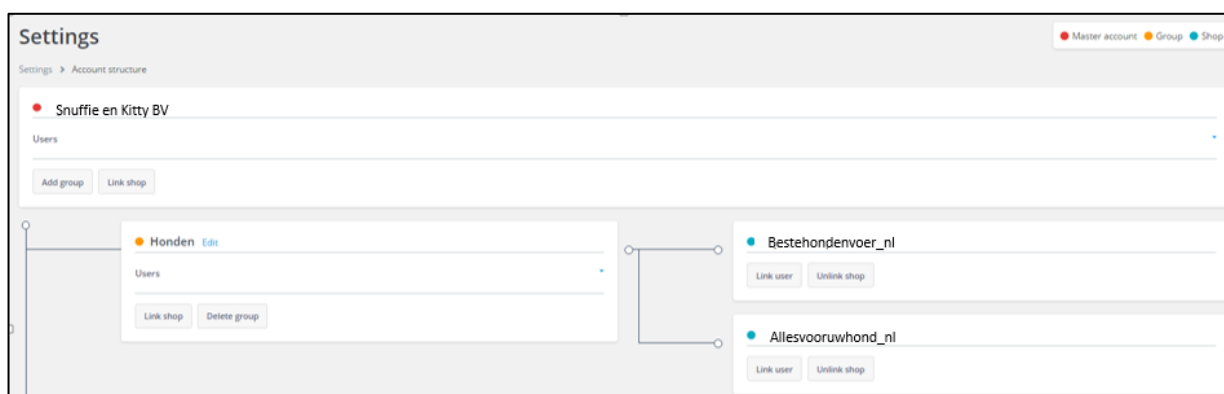 Settings
Master account Group Shop
Settings > Account structure
Snuffie en Kitty BV
Users
Add group Link shop
Honden Edit
Users
Link shop Delete group
Bestehondenvoer_nl
Link user Unlink shop
Allesvooruwhond_nl
Link user Unlink shop